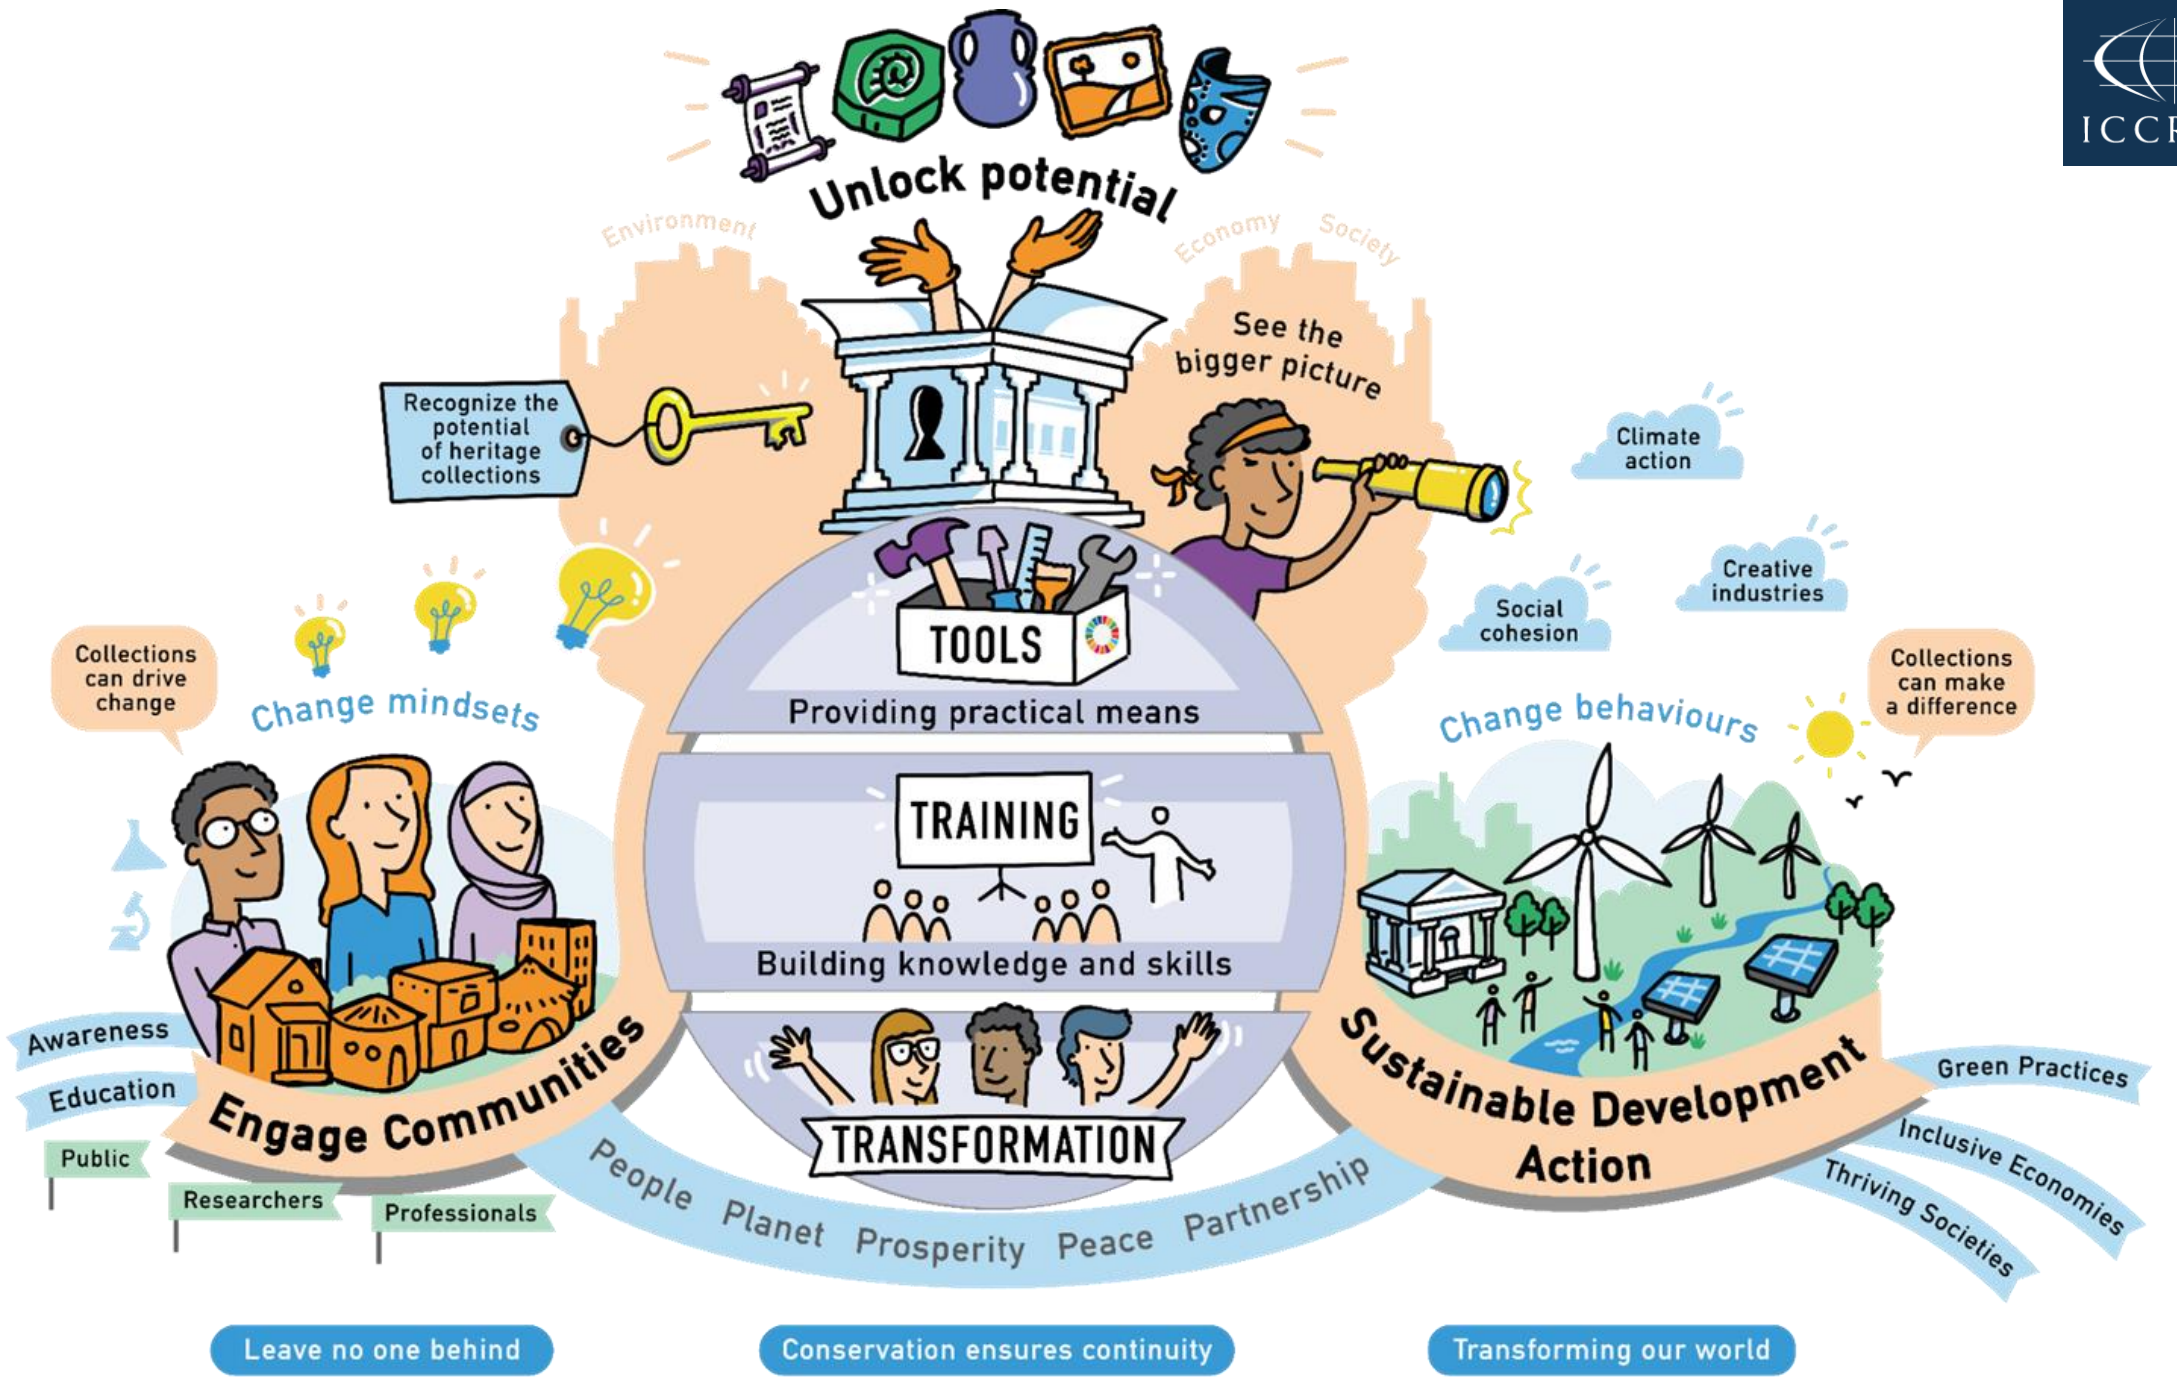 ICCR
Unlock potential
Environment
Economy
Society
See the
bigger picture
Recognize the
potential
of heritage
collections
Climate
action
Creative
industries
Social
cohesion
TOOLS
Providing practical means
Collections
can drive
change
Change mindsets
Change behaviours
Collections
can make
a difference
TRAINING
Building knowledge and skills
TRANSFORMATION
Awareness
Education
Engage Communities
Public
Researchers
Professionals
Sustainable Development
Action
Green Practices
Inclusive Economies
Thriving Societies
People Planet Prosperity Peace Partnership
Leave no one behind
Conservation ensures continuity
Transforming our world